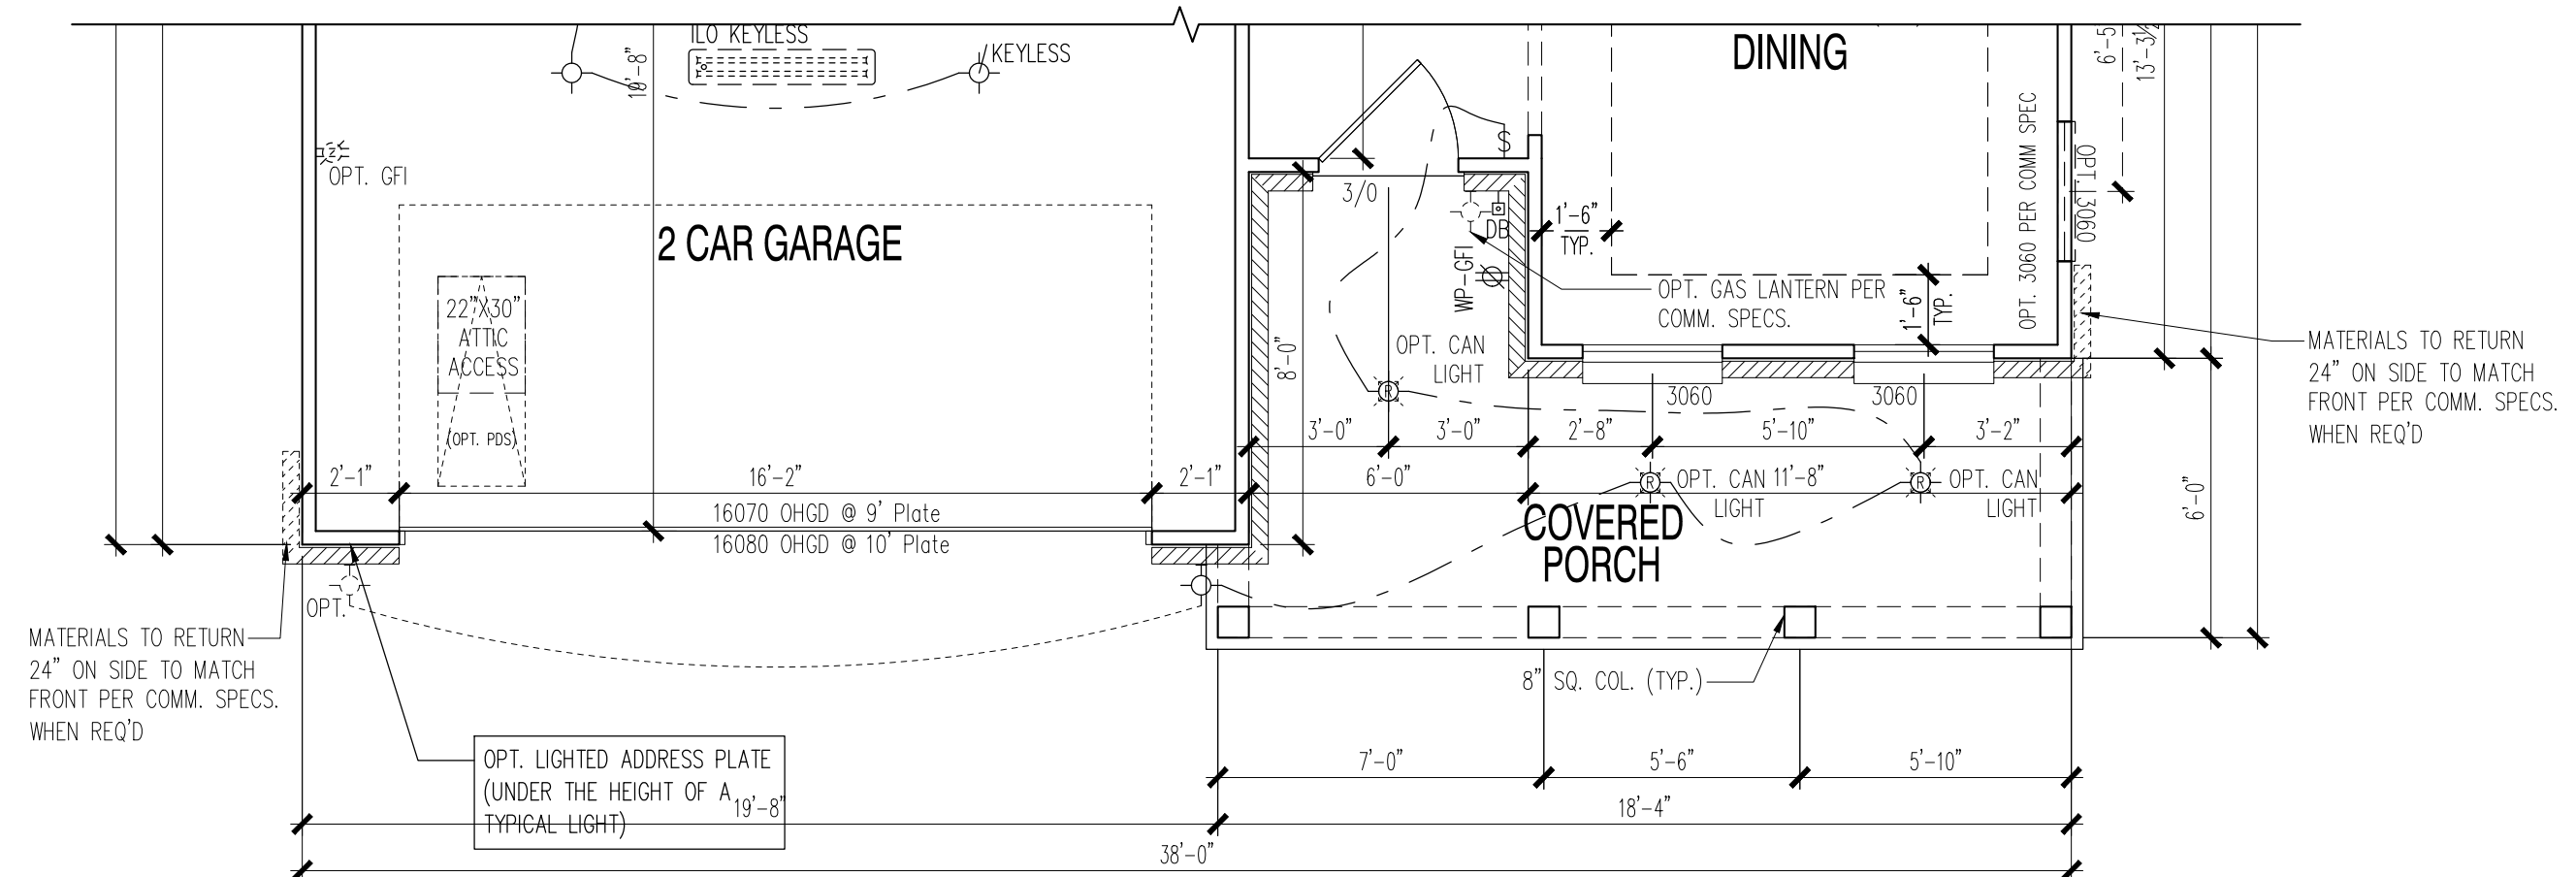 ILO KEYLESS
KEYLESS
19'-8"
DINING
6'-5
13'-3½
OPT. GFI
2 CAR GARAGE
22"X30"
ATTIC
ACCESS
(OPT. PDS)
3/0
S
DB
WP-GFI
1'-6"
TYP.
OPT. GAS LANTERN PER
COMM. SPECS.
1'-6"
TYP.
OPT. 3060 PER COMM SPEC
OPT. 3060
MATERIALS TO RETURN
24" ON SIDE TO MATCH
FRONT PER COMM. SPECS.
WHEN REQ'D
8'-0"
OPT. CAN
LIGHT
R
3060
3060
3'-0"
3'-0"
2'-8"
5'-10"
3'-2"
2'-1"
16'-2"
2'-1"
6'-0"
R
OPT. CAN
LIGHT
11'-8"
R
OPT. CAN
LIGHT
6'-0"
16070 OHGD @ 9' Plate
16080 OHGD @ 10' Plate
COVERED
PORCH
OPT.
MATERIALS TO RETURN
24" ON SIDE TO MATCH
FRONT PER COMM. SPECS.
WHEN REQ'D
8" SQ. COL. (TYP.)
OPT. LIGHTED ADDRESS PLATE
(UNDER THE HEIGHT OF A
TYPICAL LIGHT)
7'-0"
5'-6"
5'-10"
19'-8"
18'-4"
38'-0"